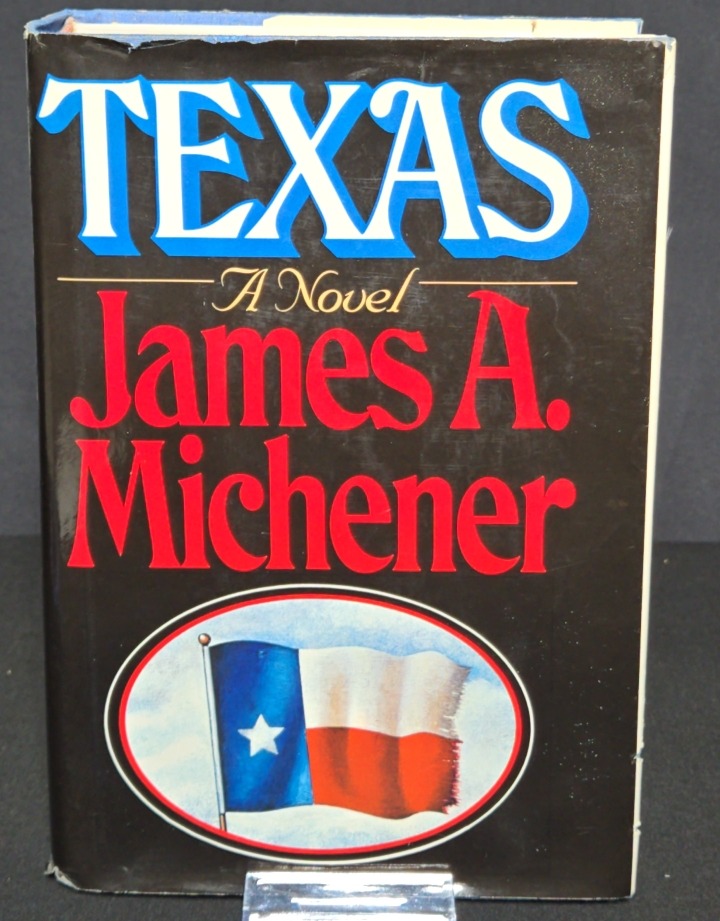 TEXAS
A Novel
James A.
Michener